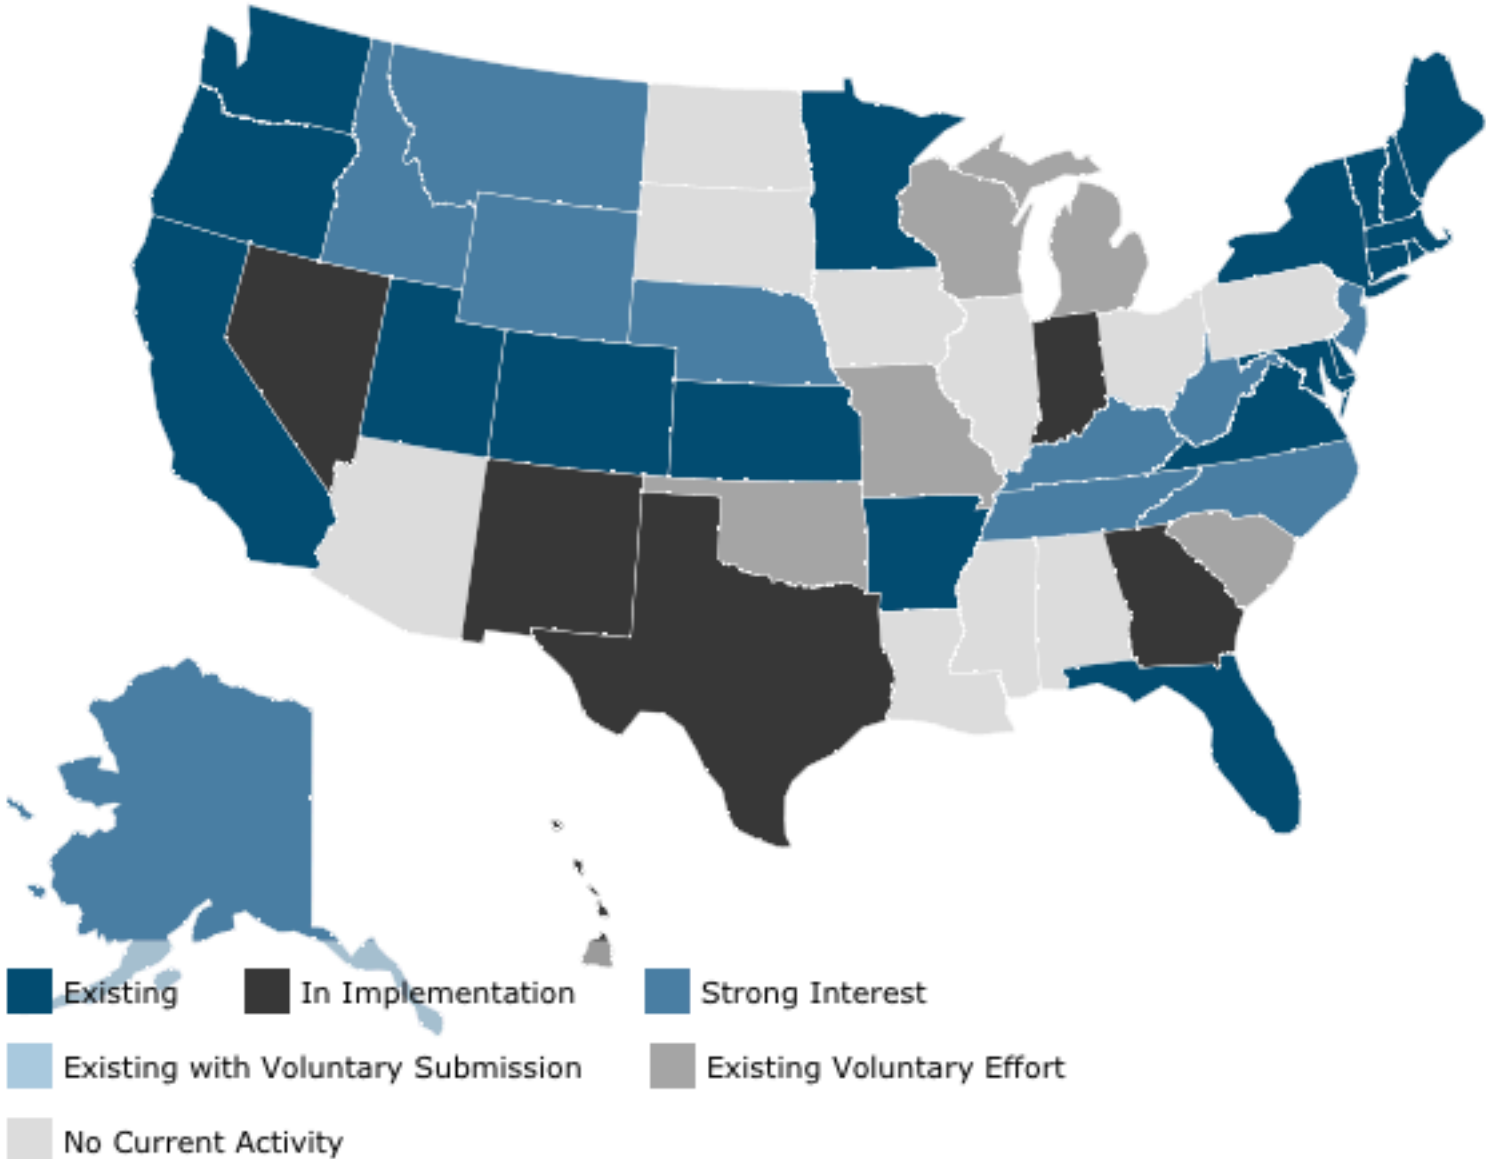 Existing In Implementation Strong Interest
Existing with Voluntary Submission Existing Voluntary Effort
No Current Activity